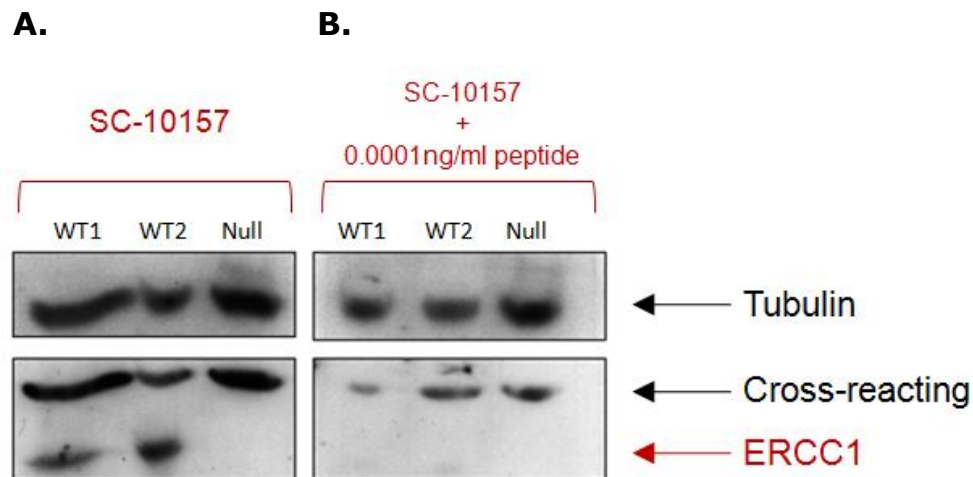 A.
B.
SC-10157
SC-10157
+
0.0001ng/ml peptide
WT1 WT2 Null
WT1 WT2 Null
Tubulin
Cross-reacting
ERCC1